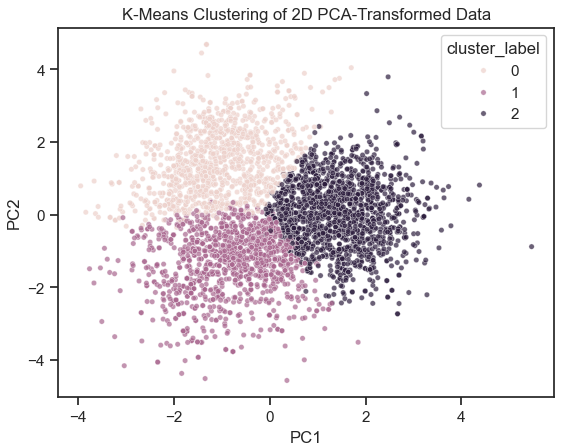 K-Means Clustering of 2D PCA-Transformed Data
cluster_label
0
1
2
4
2
0
−2
−4
PC2
−4 −2 0 2 4
PC1